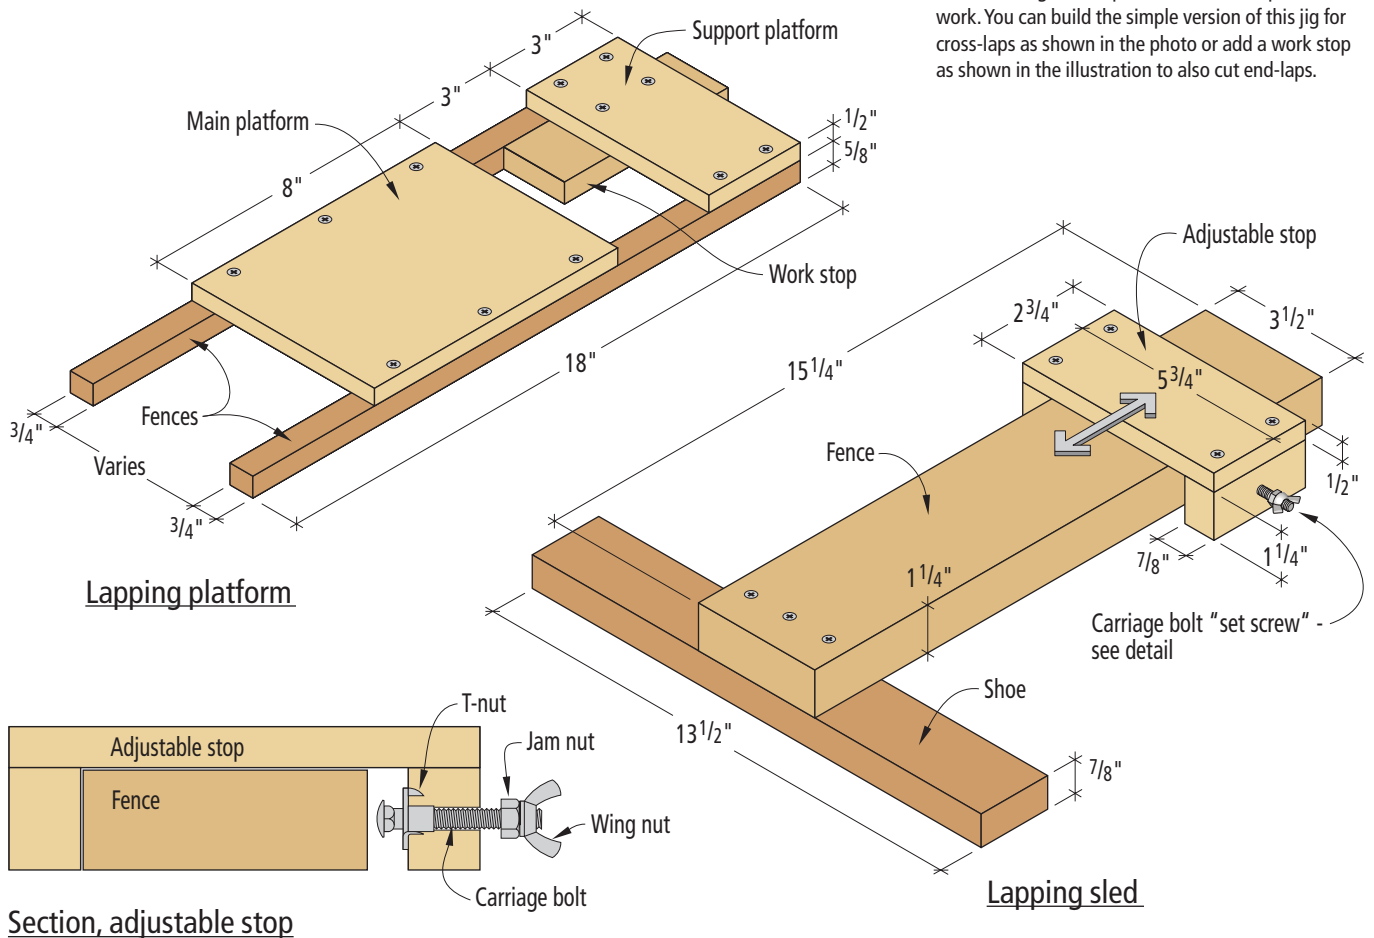 work. You can build the simple version of this jig for
cross-laps as shown in the photo or add a work stop
as shown in the illustration to also cut end-laps.
3"
Support platform
3"
Main platform
1/2"
5/8"
8"
Work stop
18"
Fences
3/4"
Varies
3/4"
Lapping platform
Adjustable stop
2 3/4"
3 1/2"
15 1/4"
5 3/4"
Fence
1/2"
7/8"
1 1/4"
1 1/4"
Carriage bolt "set screw" -
see detail
Shoe
13 1/2"
7/8"
Lapping sled
T-nut
Adjustable stop
Jam nut
Fence
Wing nut
Carriage bolt
Section, adjustable stop